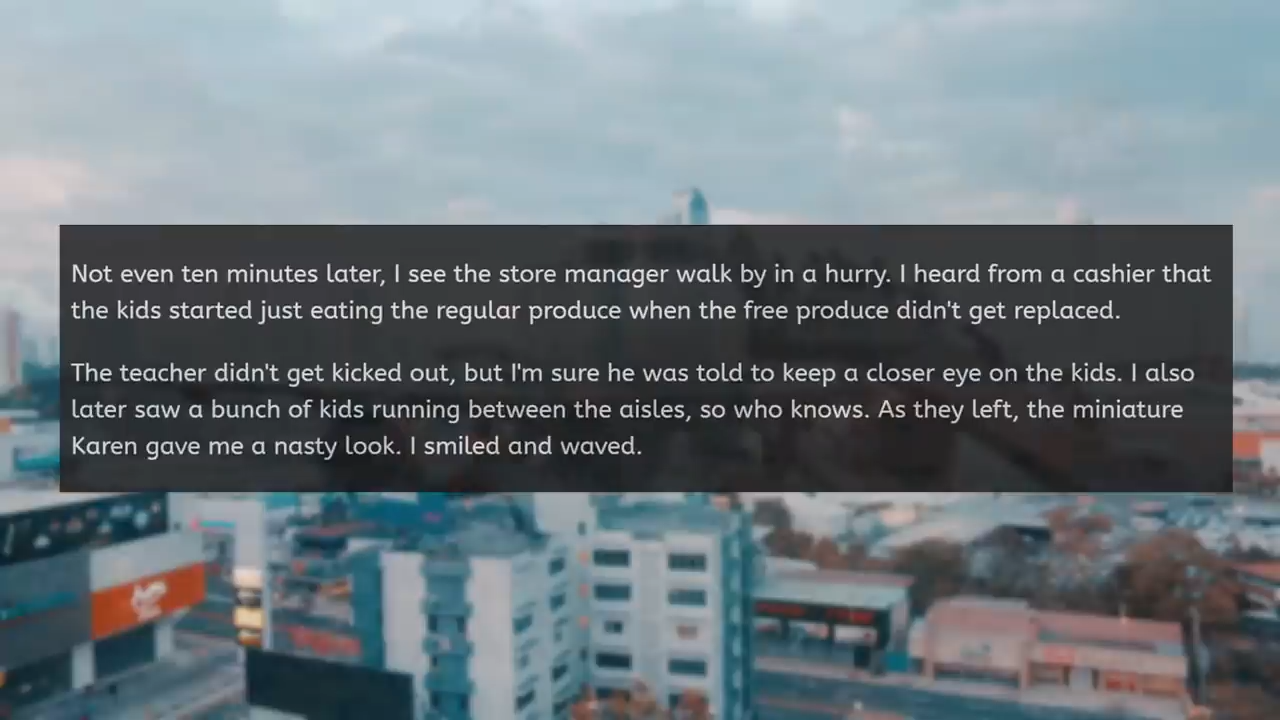 Not even ten minutes later, I see the store manager walk by in a hurry. I heard from a cashier that
the kids started just eating the regular produce when the free produce didn't get replaced.
The teacher didn't get kicked out, but I'm sure he was told to keep a closer eye on the kids. I also
later saw a bunch of kids running between the aisles, so who knows. As they left, the miniature
Karen gave me a nasty look. I smiled and waved.